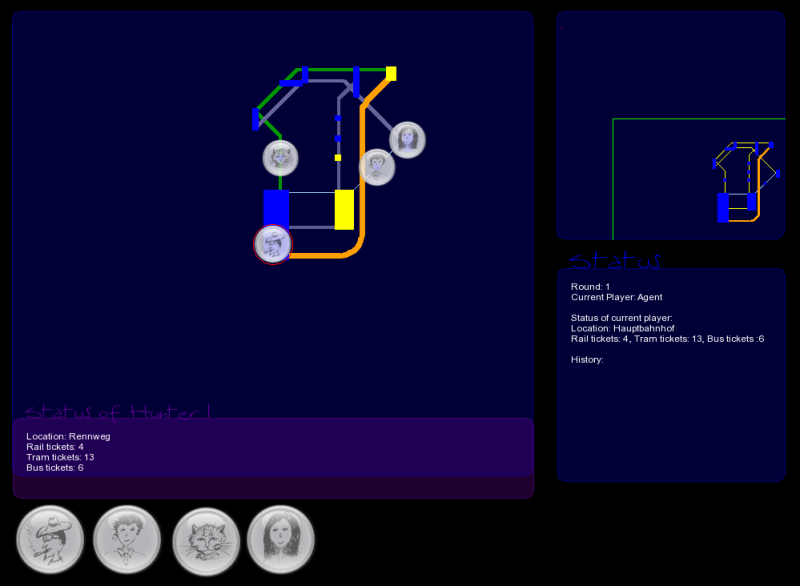 Status
Round: 1
Current Player: Agent
Status of current player:
Location: Hauptbahnhof
Rail tickets: 4, Tram tickets: 13, Bus tickets :6
History:
Status of Hunter 1
Location: Rennweg
Rail tickets: 4
Tram tickets: 13
Bus tickets: 6